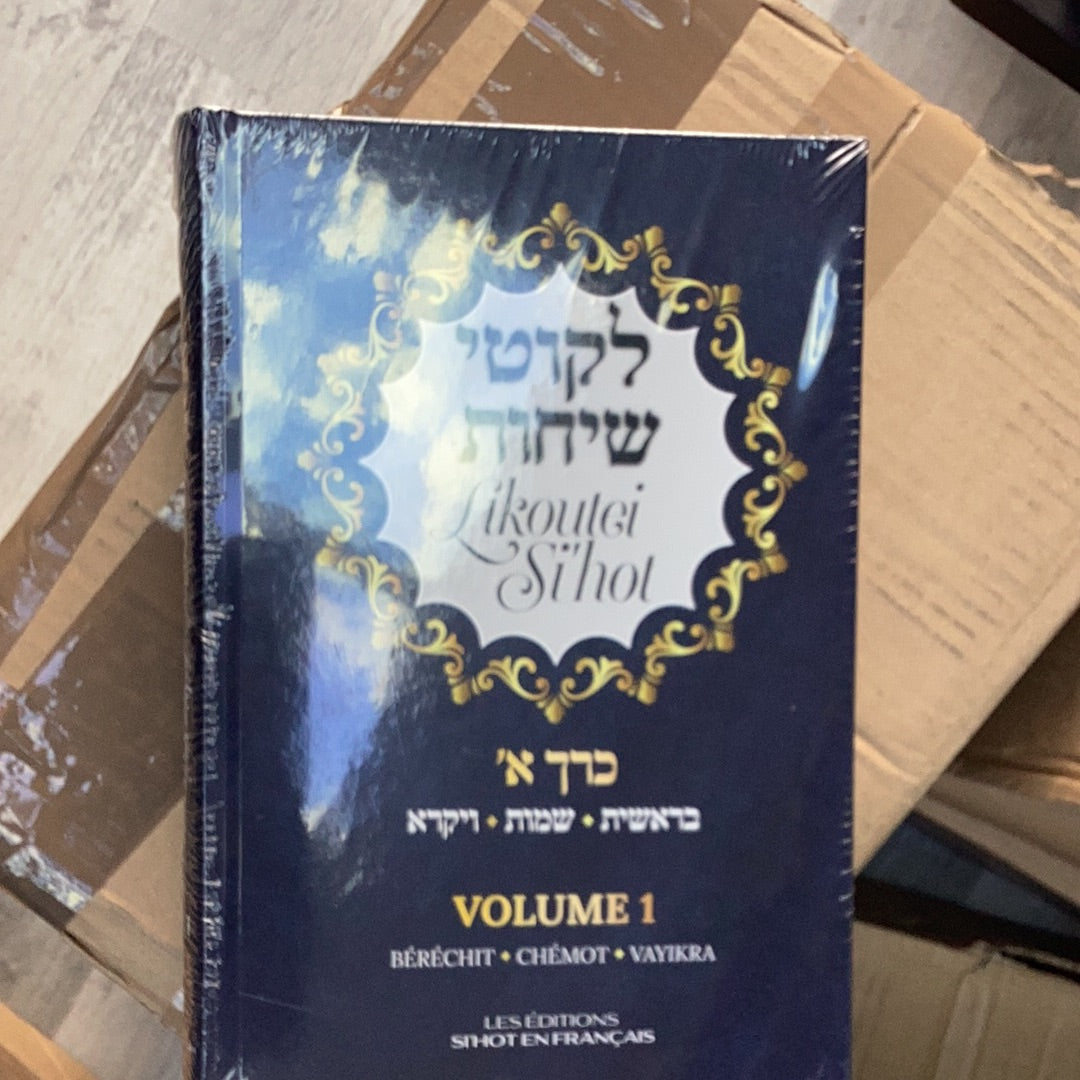 לקוטי
שיחות
Likoutei
Si'hot
כרך א'
בראשית • שמות • ויקרא
VOLUME 1
BÉRÉCHIT • CHÉMOT • VAYIKRA
LES ÉDITIONS
SI'HOT EN FRANÇAIS